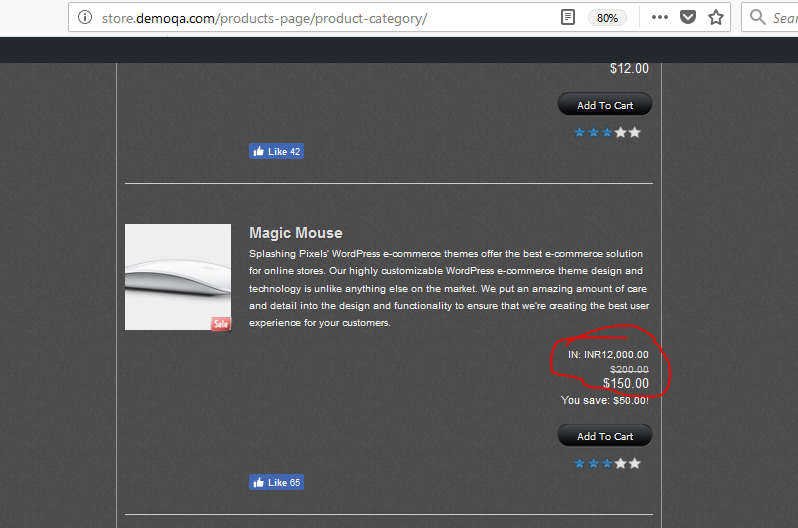 store.demoqa.com/products-page/product-category/
80%
Sear
$12.00
Add To Cart
Like 42
Magic Mouse
Splashing Pixels' WordPress e-commerce themes offer the best e-commerce solution
for online stores. Our highly customizable WordPress e-commerce theme design and
technology is unlike anything else on the market. We put an amazing amount of care
and detail into the design and functionality to ensure that we're creating the best user
experience for your customers.
Sale
IN: INR12,000.00
$200.00
$150.00
You save: $50.00!
Add To Cart
Like 65